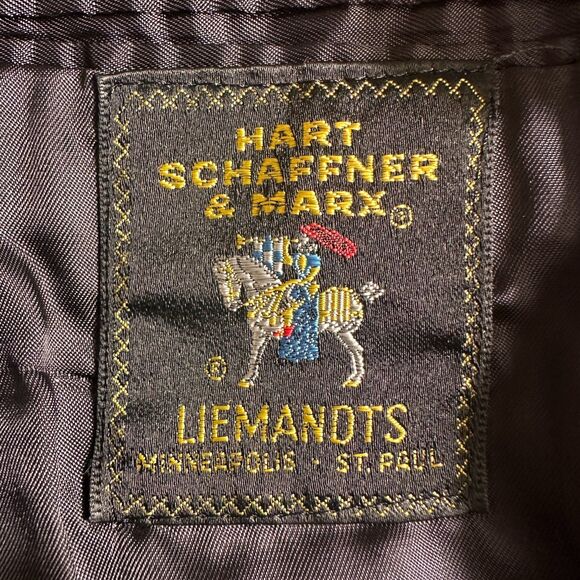 HART
SCHAFFNER
& MARX ®
®
LIEMANDTS
MINNEAPOLIS · ST. PAUL